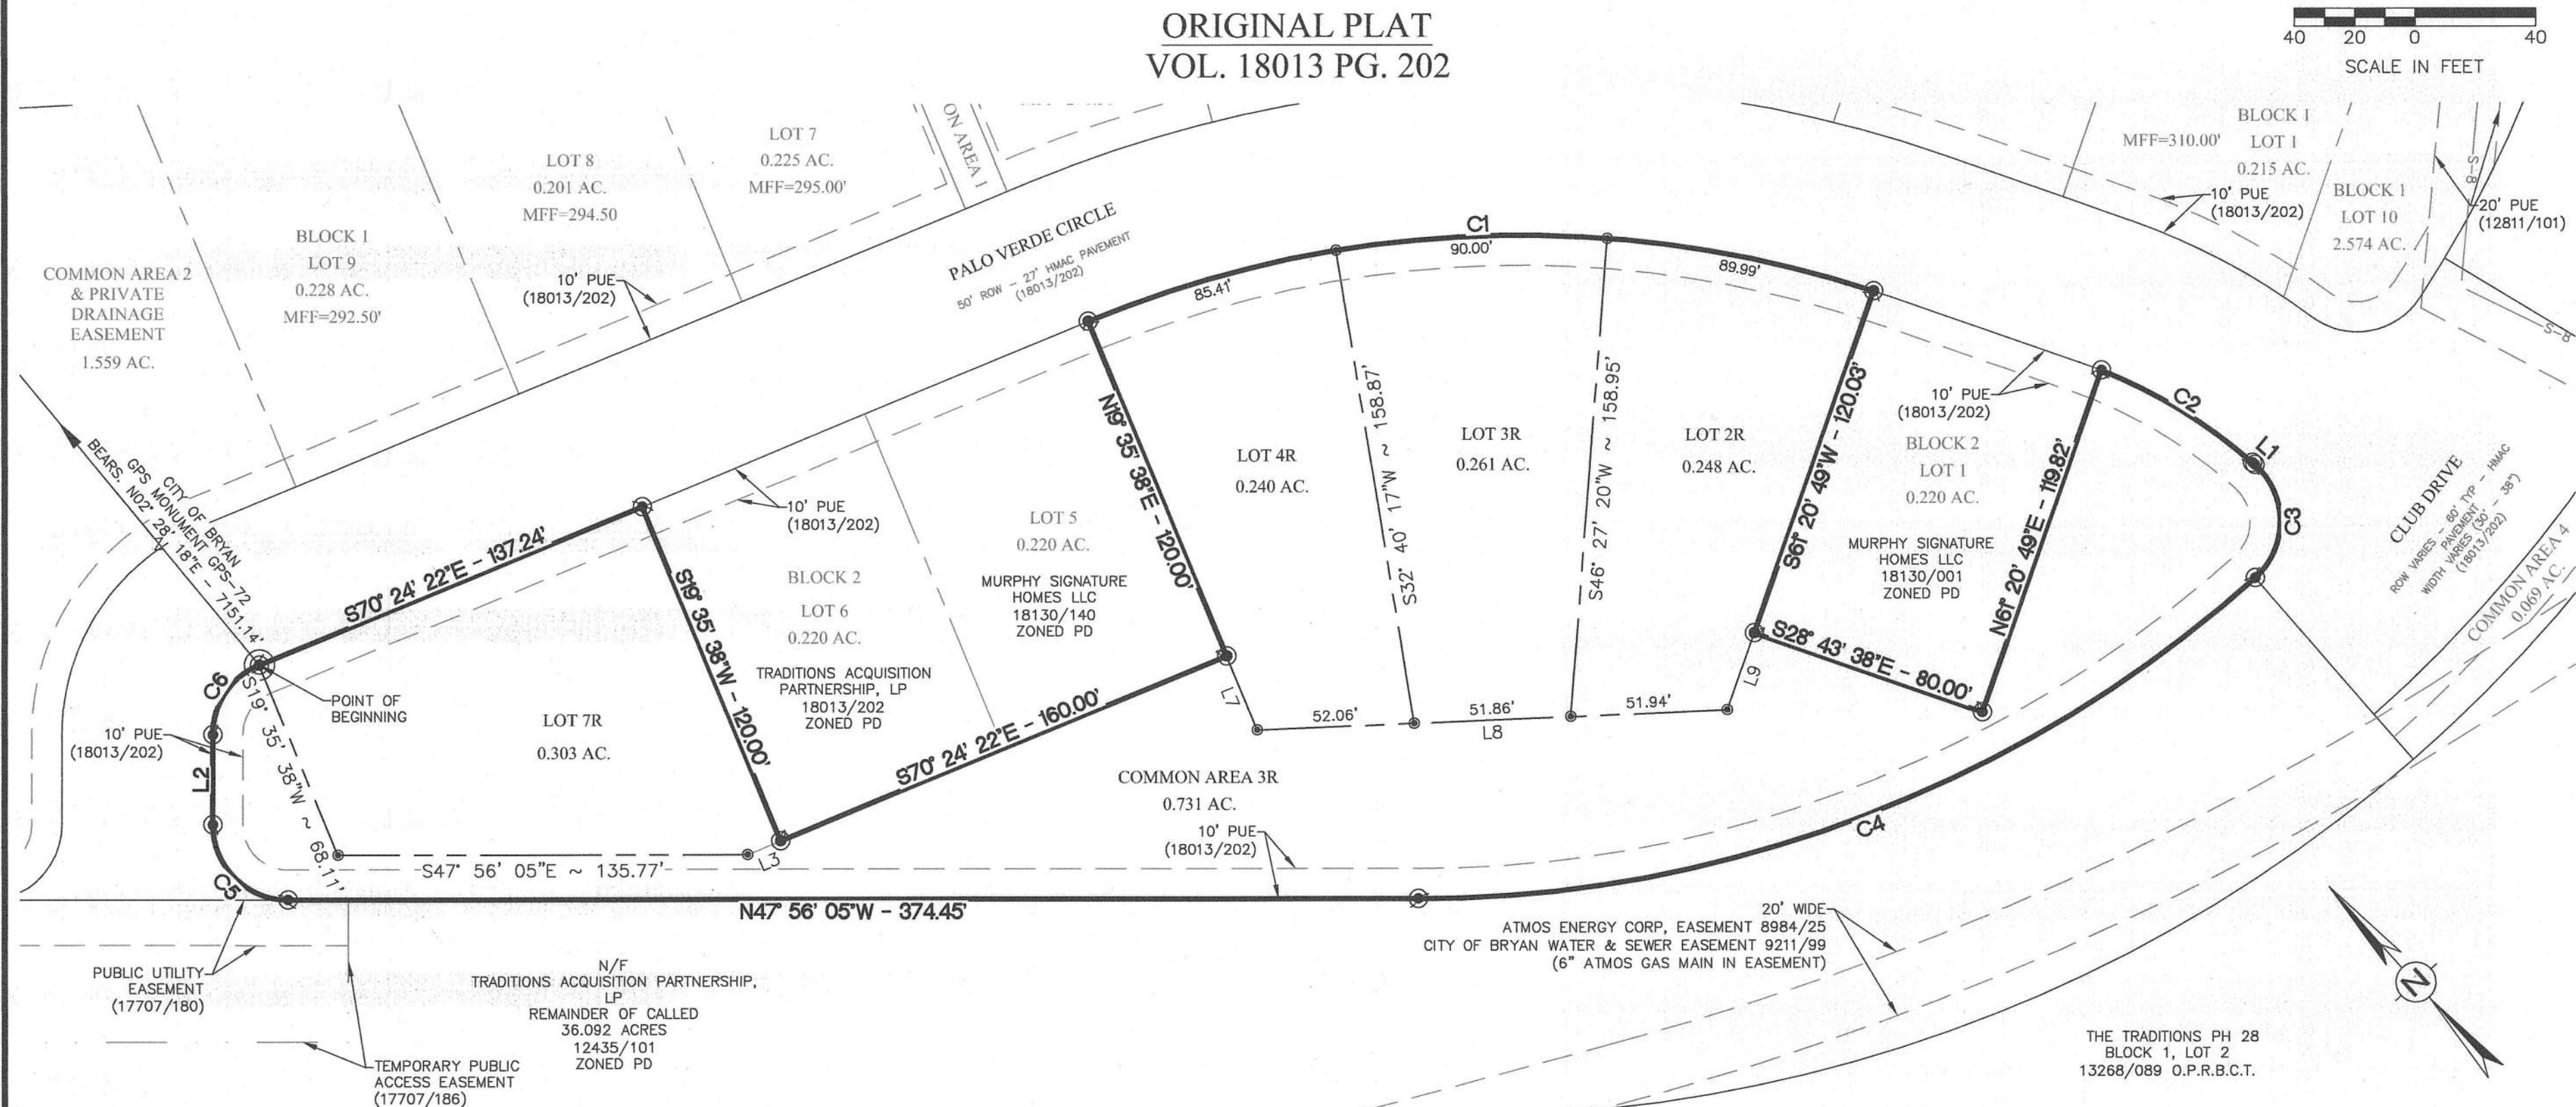 ORIGINAL PLAT
VOL. 18013 PG. 202
40 20 0 40
SCALE IN FEET
COMMON AREA 2
& PRIVATE
DRAINAGE
EASEMENT
1.559 AC.
BLOCK 1
LOT 9
0.228 AC.
MFF=292.50'
LOT 8
0.201 AC.
MFF=294.50
10' PUE
(18013/202)
LOT 7
0.225 AC.
MFF=295.00'
ON AREA 1
PALO VERDE CIRCLE
50' ROW - 27' HMAC PAVEMENT
(18013/202)
C1
85.41'
90.00'
89.99'
MFF=310.00'
BLOCK 1
LOT 1
0.215 AC.
10' PUE
(18013/202)
BLOCK 1
LOT 10
2.574 AC.
S-8
20' PUE
(12811/101)
S-8
CITY OF BRYAN
GPS MONUMENT GPS-72
BEARS. N02° 28' 18"E - 7151.14'
S70° 24' 22"E - 137.24'
C6
POINT OF
BEGINNING
10' PUE
(18013/202)
L2
C5
S19° 35' 38"W ~ 68.11'
LOT 7R
0.303 AC.
S47° 56' 05"E ~ 135.77'
L3
S19° 35' 38"W - 120.00'
10' PUE
(18013/202)
BLOCK 2
LOT 6
0.220 AC.
TRADITIONS ACQUISITION
PARTNERSHIP, LP
18013/202
ZONED PD
LOT 5
0.220 AC.
MURPHY SIGNATURE
HOMES LLC
18130/140
ZONED PD
S70° 24' 22"E - 160.00'
N19° 35' 38"E - 120.00'
LOT 4R
0.240 AC.
L7
S32° 40' 17"W ~ 158.87'
LOT 3R
0.261 AC.
S46° 27' 20"W ~ 158.95'
LOT 2R
0.248 AC.
S61° 20' 49"W - 120.03'
52.06'
51.86'
51.94'
L8
L9
S28° 43' 38"E - 80.00'
10' PUE
(18013/202)
BLOCK 2
LOT 1
0.220 AC.
MURPHY SIGNATURE
HOMES LLC
18130/001
ZONED PD
N61° 20' 49"E - 119.82'
C2
L1
C3
CLUB DRIVE
ROW VARIES - 60' TYP - HMAC
PAVEMENT
WIDTH VARIES (30' - 38')
(18013/202)
COMMON AREA 4
0.069 AC.
COMMON AREA 3R
0.731 AC.
10' PUE
(18013/202)
C4
N47° 56' 05"W - 374.45'
20' WIDE
ATMOS ENERGY CORP, EASEMENT 8984/25
CITY OF BRYAN WATER & SEWER EASEMENT 9211/99
(6" ATMOS GAS MAIN IN EASEMENT)
PUBLIC UTILITY
EASEMENT
(17707/180)
N/F
TRADITIONS ACQUISITION PARTNERSHIP,
LP
REMAINDER OF CALLED
36.092 ACRES
12435/101
ZONED PD
TEMPORARY PUBLIC
ACCESS EASEMENT
(17707/186)
N
THE TRADITIONS PH 28
BLOCK 1, LOT 2
13268/089 O.P.R.B.C.T.